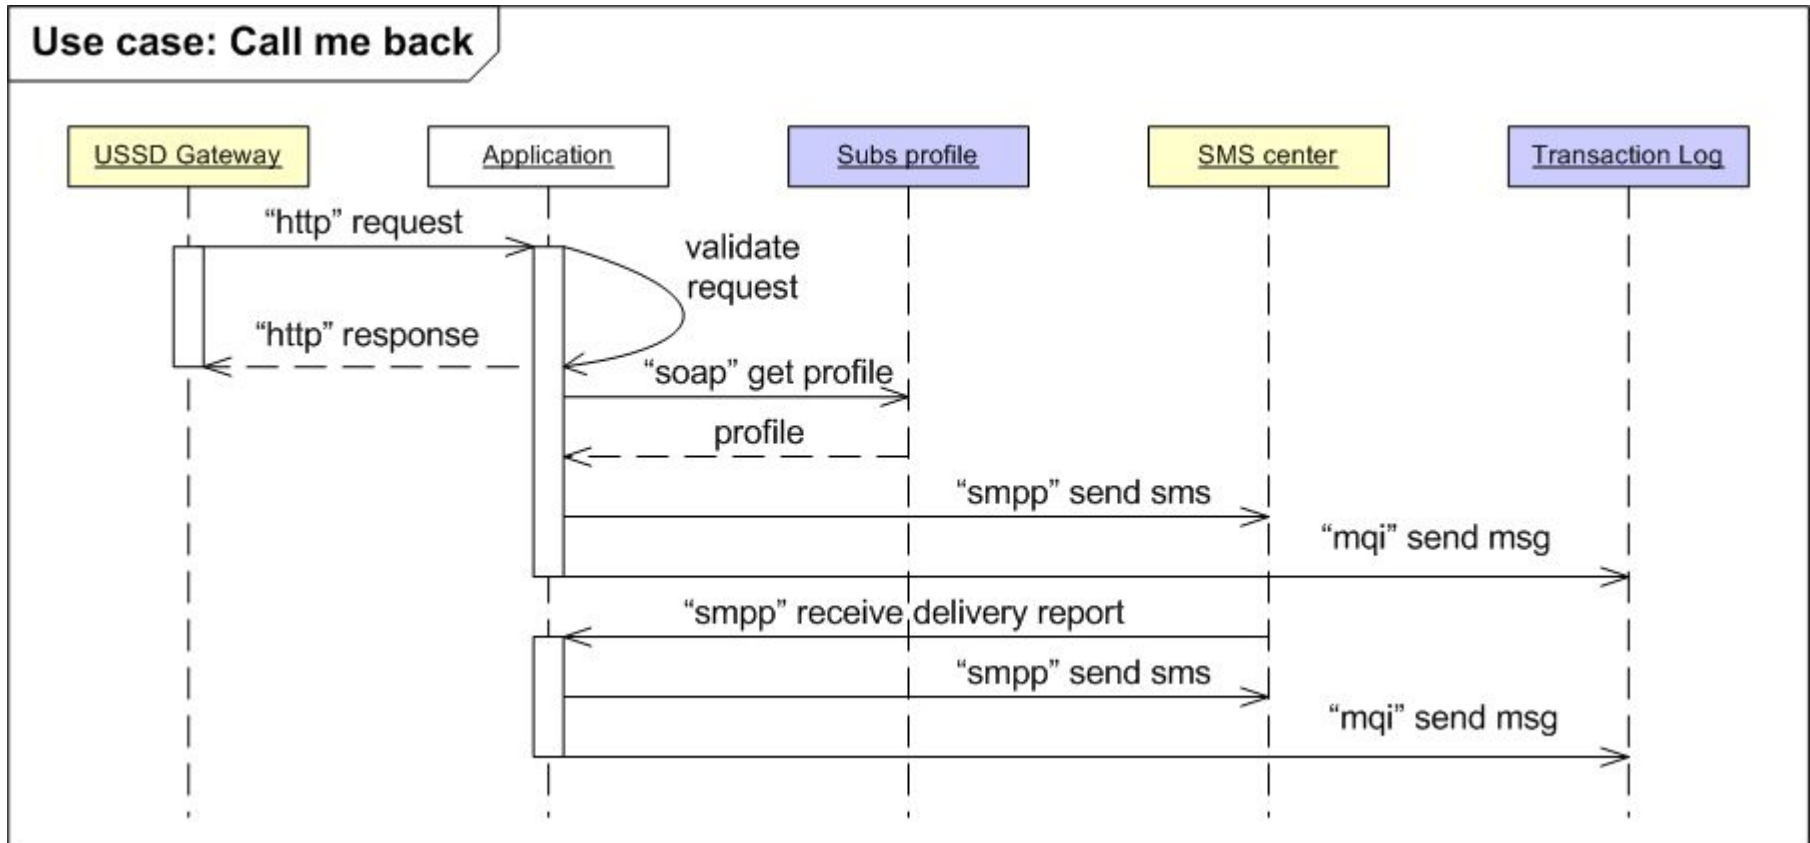 Use case: Call me back
USSD Gateway
Application
Subs profile
SMS center
Transaction Log
“http” request
validate
request
“http” response
“soap” get profile
profile
“smpp” send sms
“mqi” send msg
“smpp” receive delivery report
“smpp” send sms
“mqi” send msg